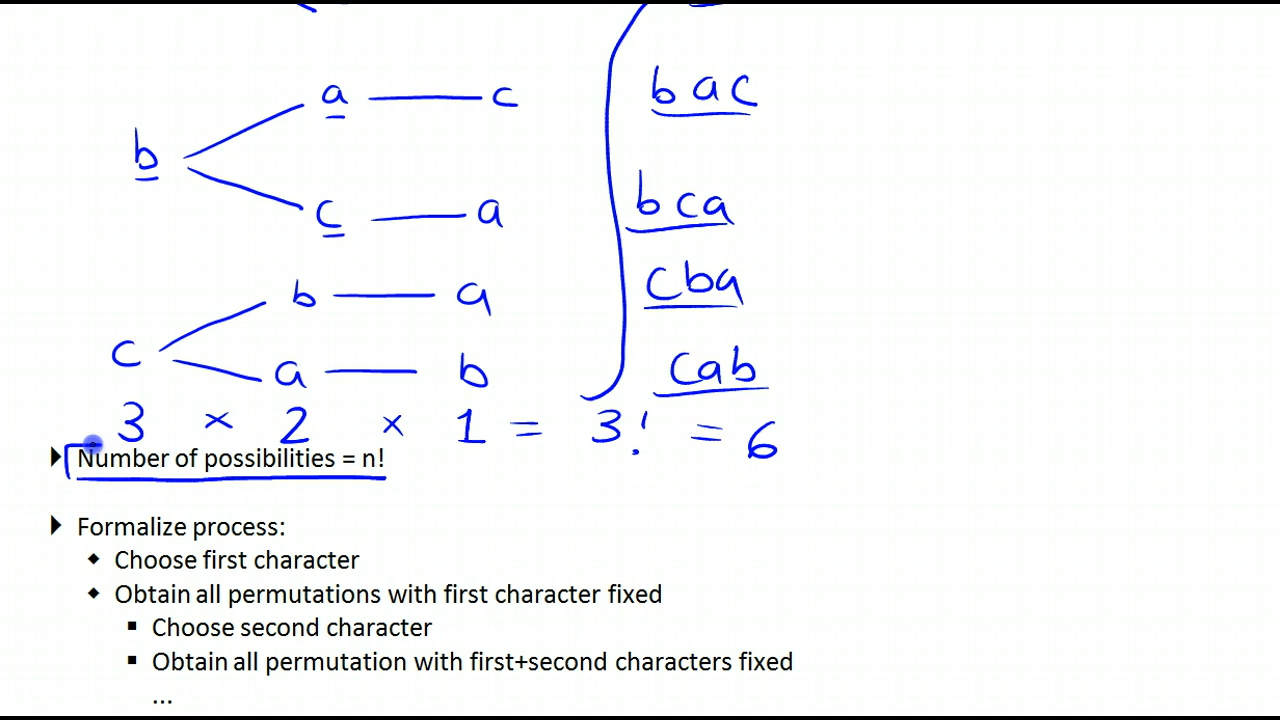 a — c bac
b
c — a bca
b — a cba
c
a — b cab
3 × 2 × 1 = 3! = 6
Number of possibilities = n!
Formalize process:
Choose first character
Obtain all permutations with first character fixed
Choose second character
Obtain all permutation with first+second characters fixed
...